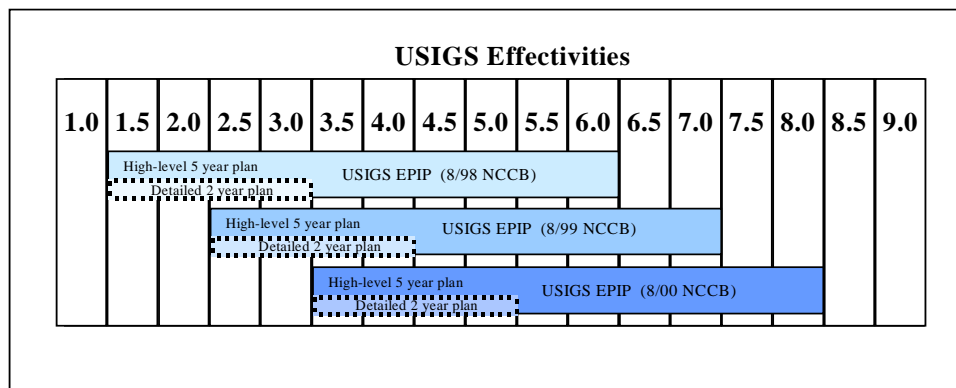 USIGS Effectivities
1.0 1.5 2.0 2.5 3.0 3.5 4.0 4.5 5.0 5.5 6.0 6.5 7.0 7.5 8.0 8.5 9.0
High-level 5 year plan USIGS EPIP (8/98 NCCB)
Detailed 2 year plan
High-level 5 year plan USIGS EPIP (8/99 NCCB)
Detailed 2 year plan
High-level 5 year plan USIGS EPIP (8/00 NCCB)
Detailed 2 year plan